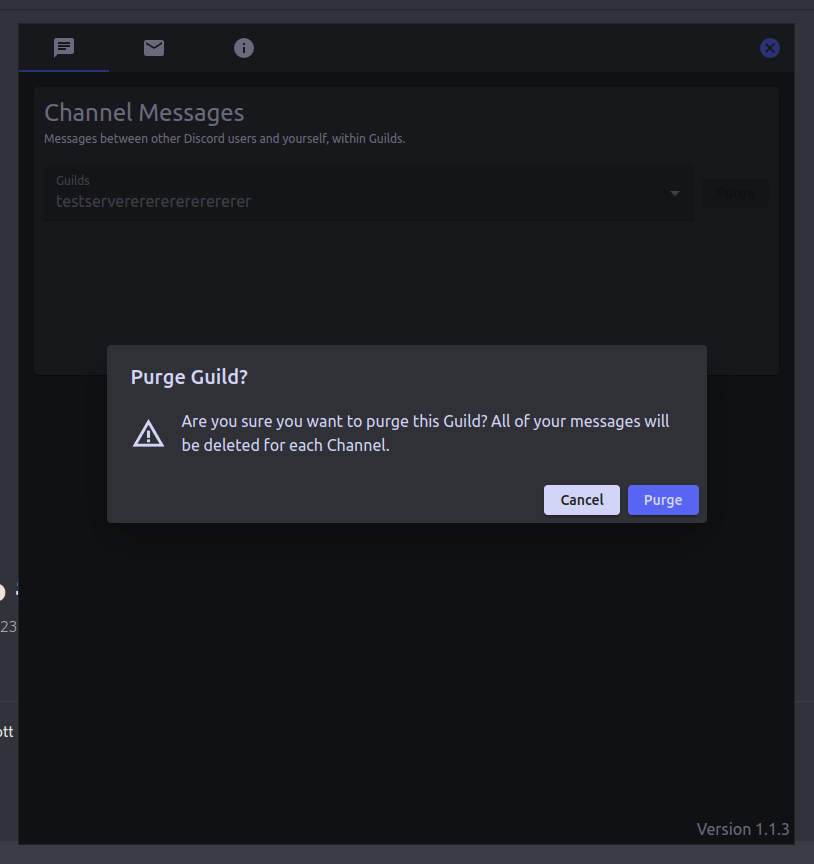 Channel Messages
Messages between other Discord users and yourself, within Guilds.
Guilds
testserverererererererer
Purge
Purge Guild?
Are you sure you want to purge this Guild? All of your messages will
be deleted for each Channel.
Cancel
Purge
23
ott
Version 1.1.3